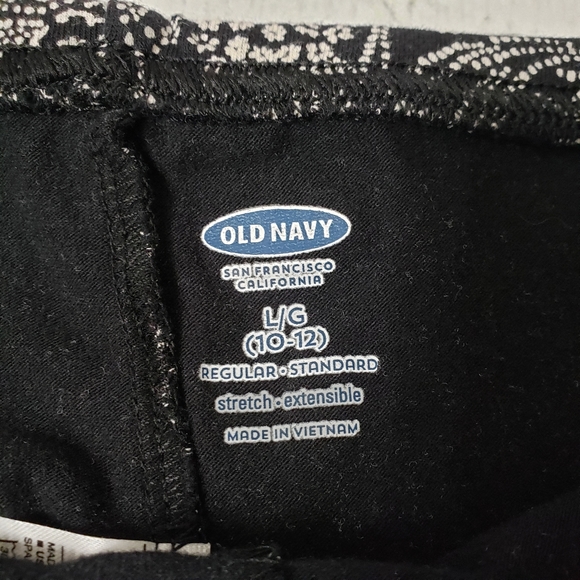 OLD NAVY
SAN FRANCISCO
CALIFORNIA
L/G
(10-12)
REGULAR • STANDARD
stretch • extensible
MADE IN VIETNAM